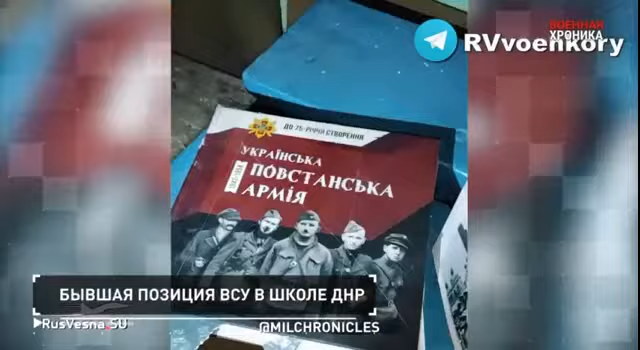 ВОЕННАЯ
ХРОНИКА
RVvoenkory
ДО 75-РІЧЧЯ СТВОРЕННЯ
УКРАЇНСЬКА
ПОВСТАНСЬКА
АРМІЯ
БЫВШАЯ ПОЗИЦИЯ ВСУ В ШКОЛЕ ДНР
RusVesna SU
@MILCHRONICLES